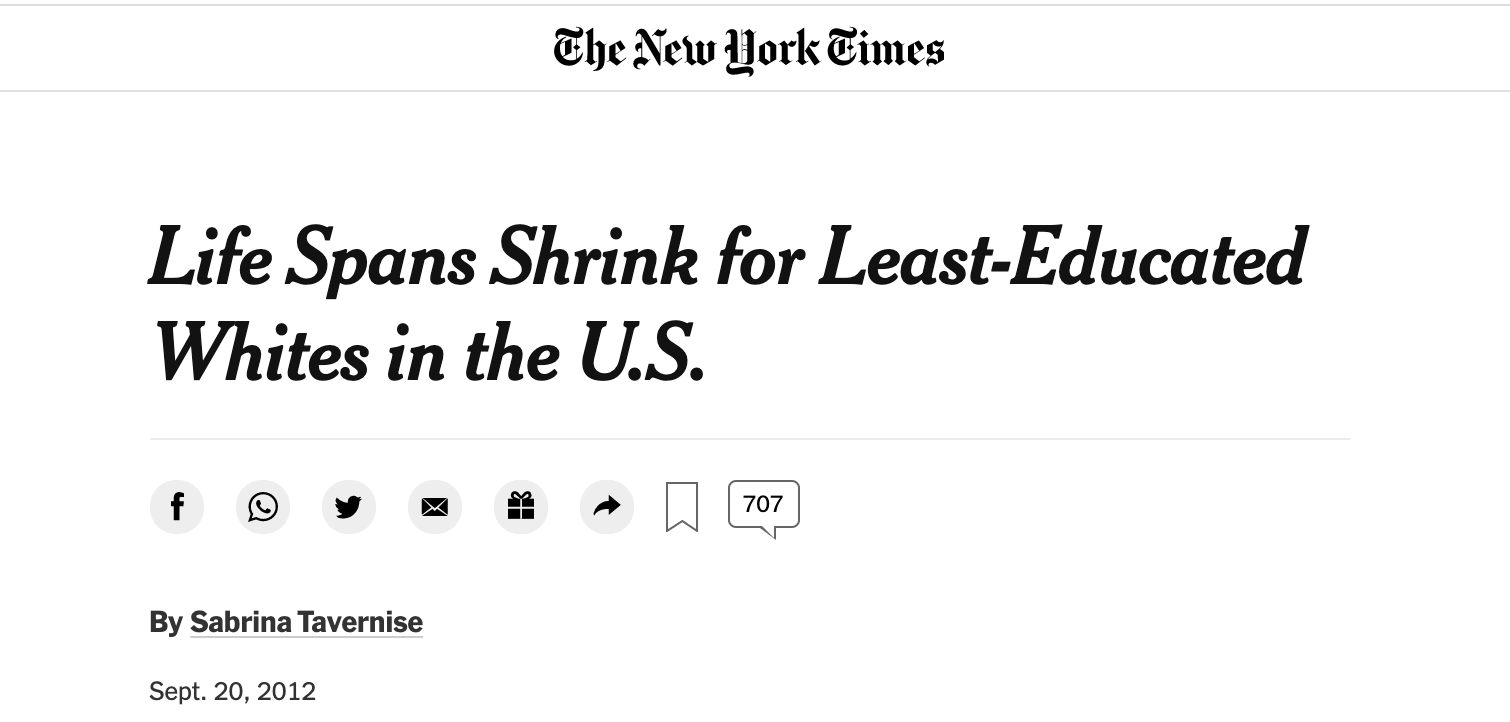 The New York Times
Life Spans Shrink for Least-Educated
Whites in the U.S.
707
By Sabrina Tavernise
Sept. 20, 2012